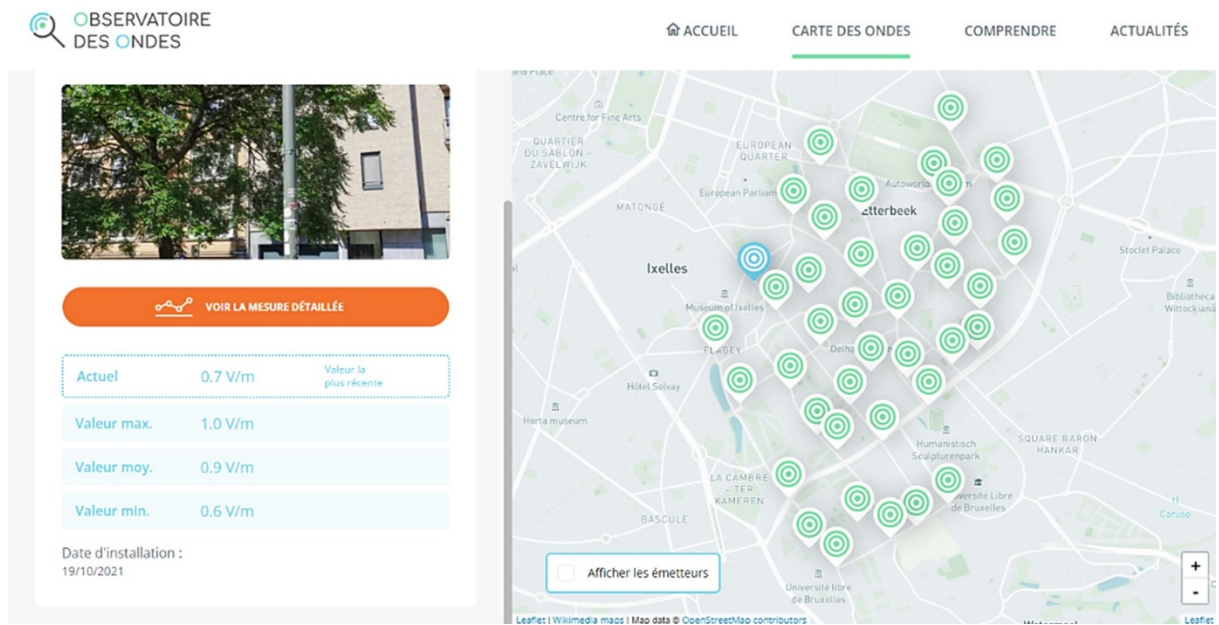 OBSERVATOIRE
DES ONDES
ACCUEIL
CARTE DES ONDES
COMPRENDRE
ACTUALITÉS
VOIR LA MESURE DÉTAILLÉE
Actuel 0.7 V/m Valeur la
plus récente
Valeur max. 1.0 V/m
Valeur moy. 0.9 V/m
Valeur min. 0.6 V/m
Date d'installation :
19/10/2021
Centre for Fine Arts
QUARTIER
DU SABLON -
ZAVELWIJK
EUROPEAN
QUARTER
European Parliam
MATONGE
Autoworld
Etterbeek
Stoclet Palace
Ixelles
Museum of Ixelles
Bibliotheca
Wittockiana
FLAGEY
Hôtel Solvay
Horta museum
Humanistisch
Sculpturenpark
SQUARE BARON
HANKAR
LA CAMBRE
- TER
KAMEREN
BASCULE
versité Libre
de Bruxelles
Caruso
Afficher les émetteurs
Université libre
de Bruxelles
+
-
Leaflet | Wikimedia maps | Map data © OpenStreetMap contributors
Leaflet